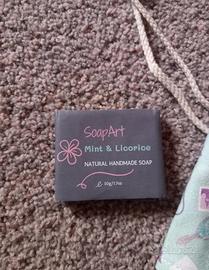 SoapArt
Mint & Licorice
NATURAL HANDMADE SOAP
50g/1.7oz